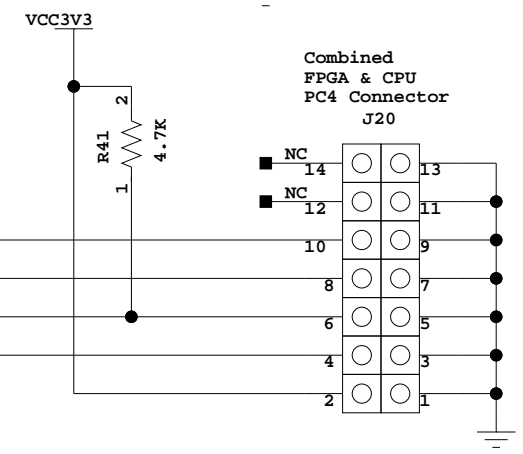 VCC3V3
Combined
FPGA & CPU
PC4 Connector
J20
2
R41
4.7K
1
NC
14
13
NC
12
11
10
9
8
7
6
5
4
3
2
1